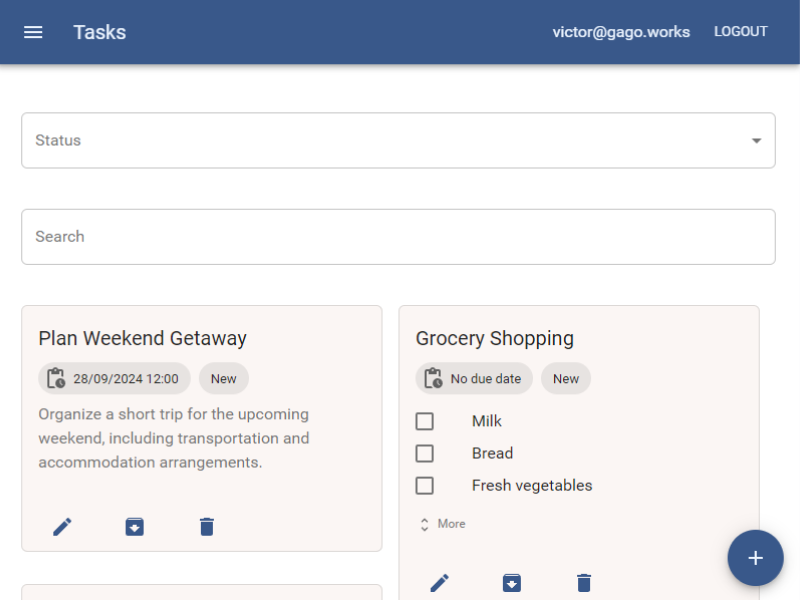 Tasks
victor@gago.works
LOGOUT
Status
Search
Plan Weekend Getaway
28/09/2024 12:00
New
Organize a short trip for the upcoming
weekend, including transportation and
accommodation arrangements.
Grocery Shopping
No due date
New
Milk
Bread
Fresh vegetables
More